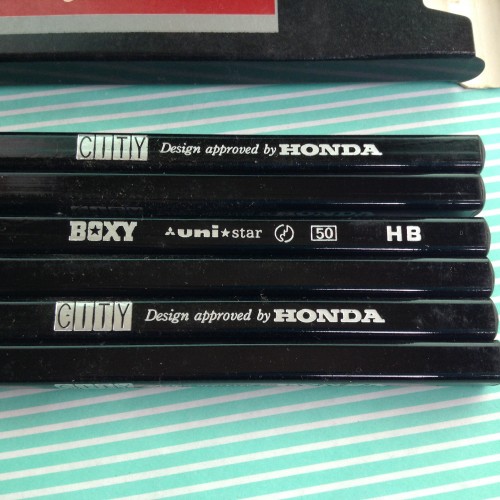 CITY Design approved by HONDA
BOXY uni★star 50 HB
CITY Design approved by HONDA